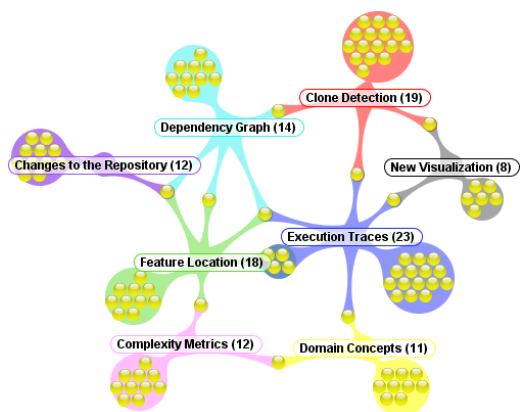 Clone Detection (19)
Dependency Graph (14)
Changes to the Repository (12)
New Visualization (8)
Execution Traces (23)
Feature Location (18)
Complexity Metrics (12)
Domain Concepts (11)